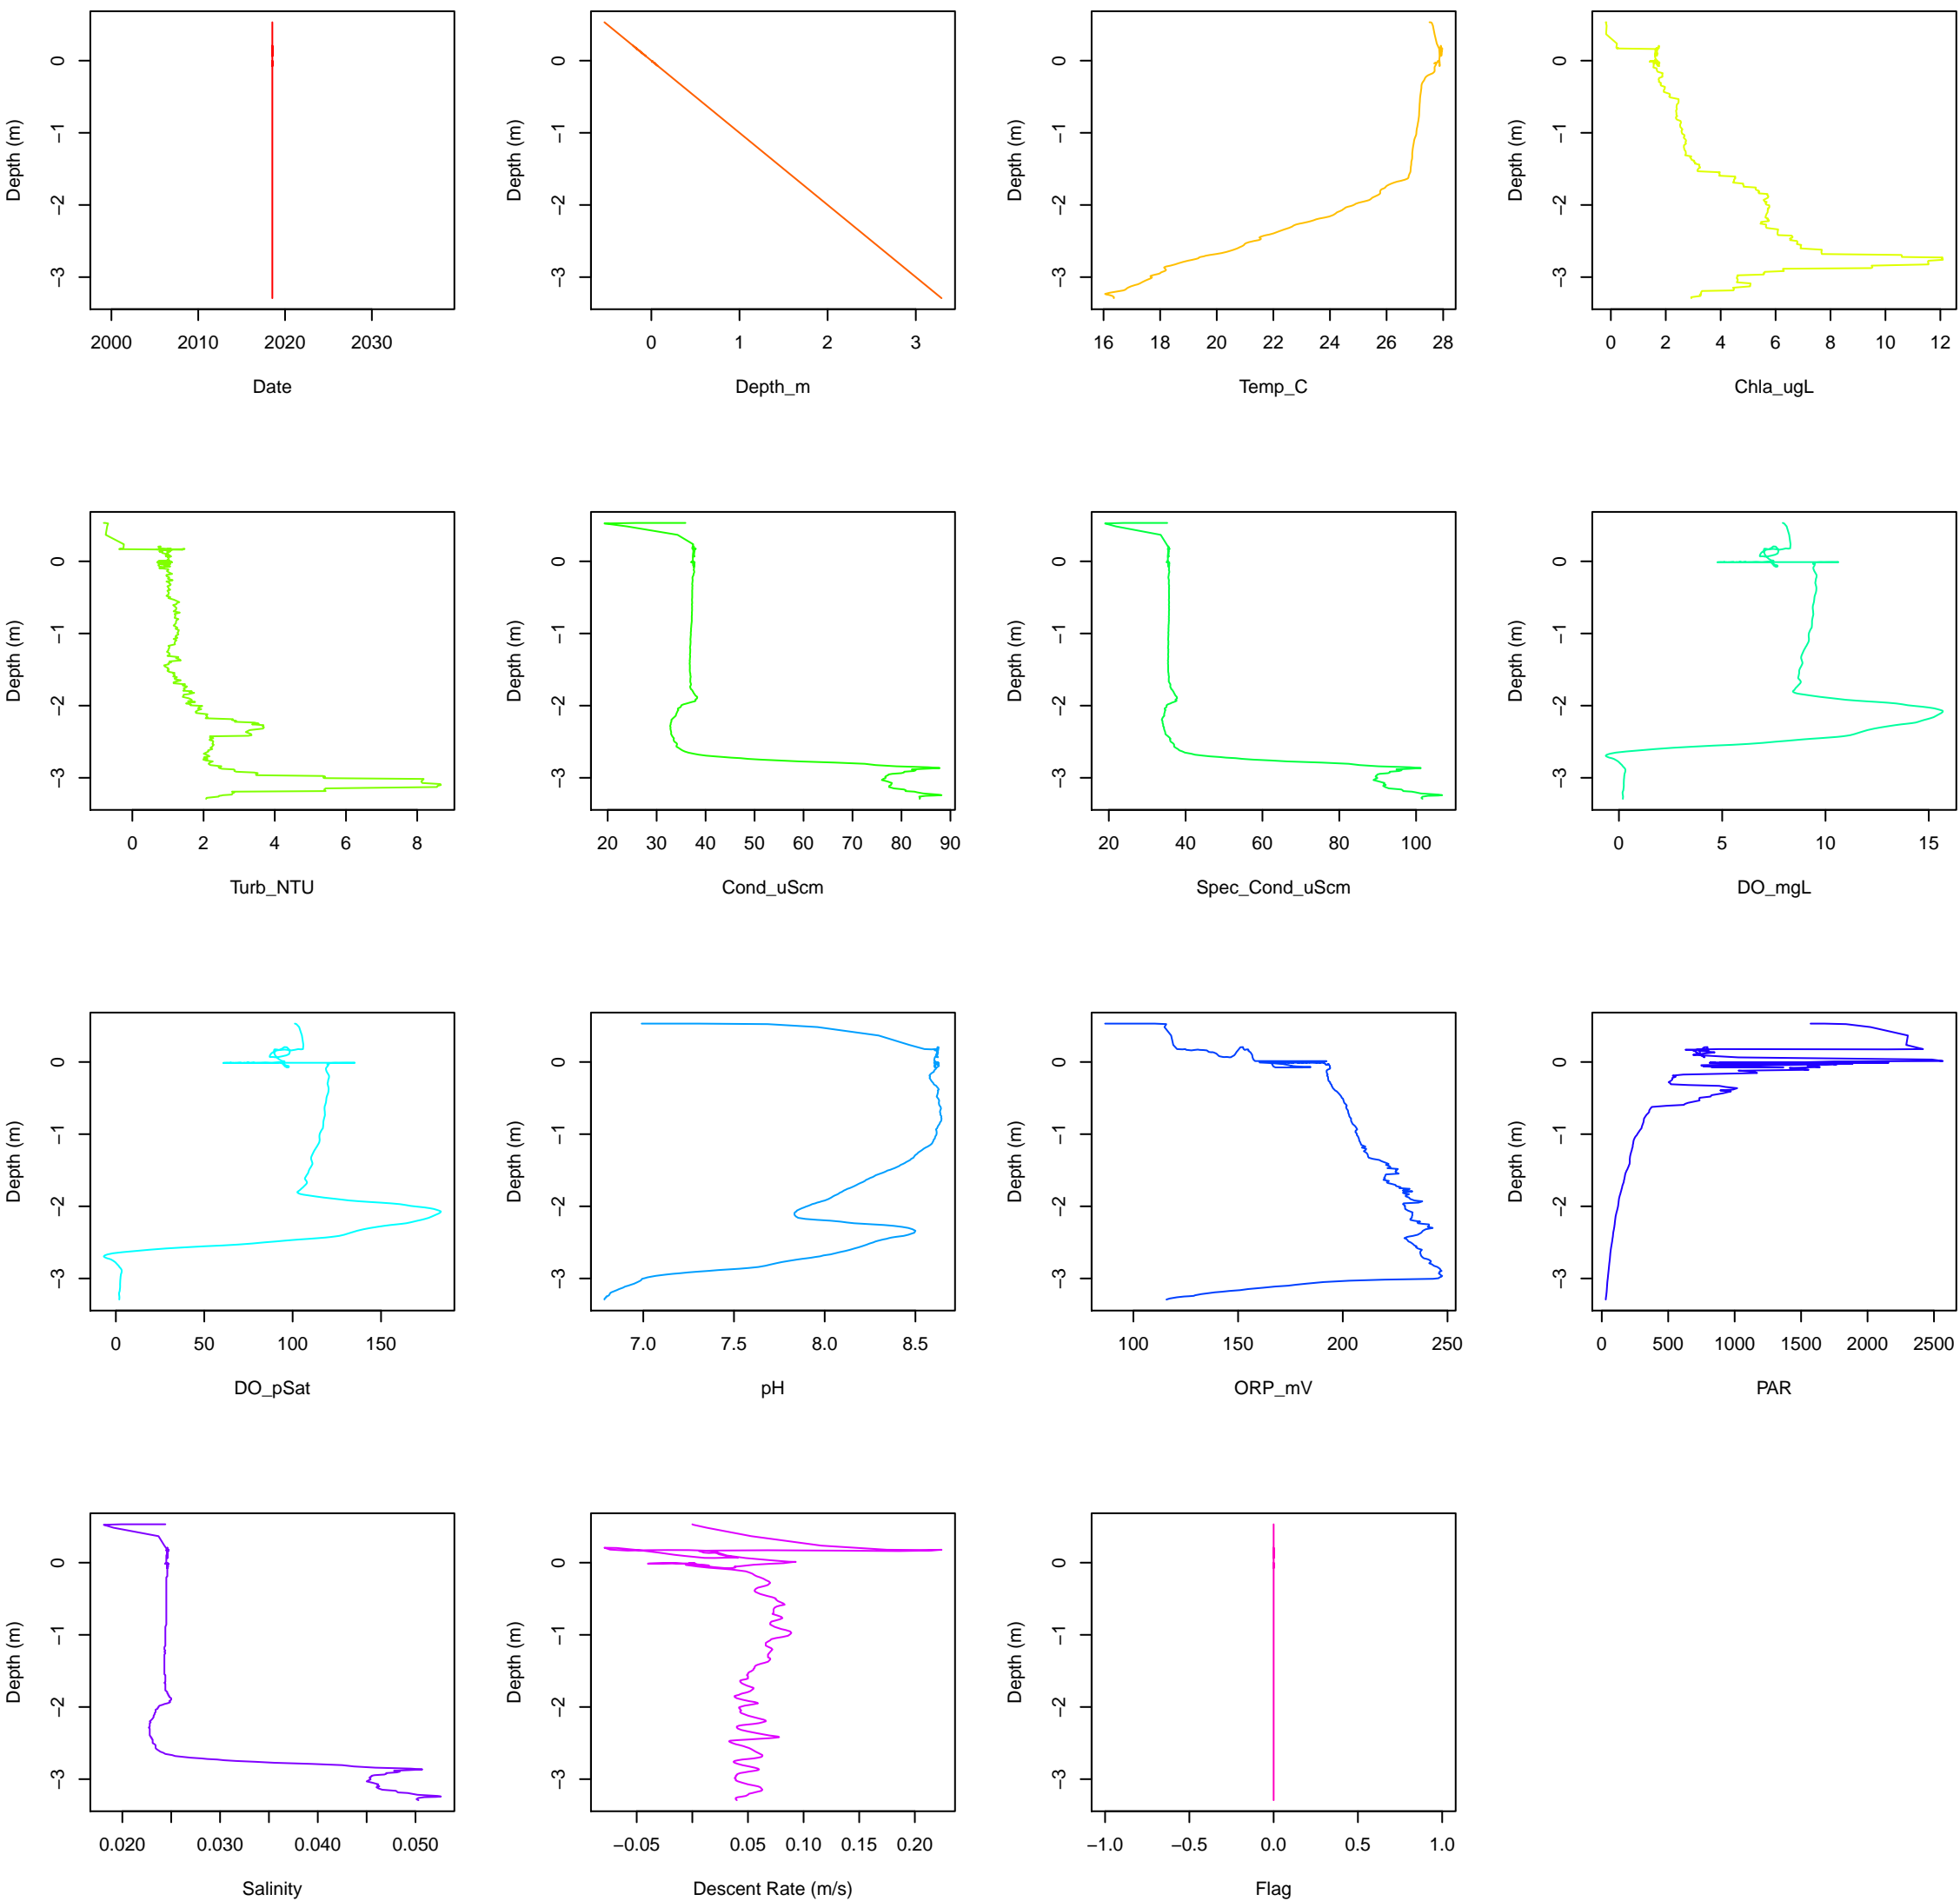 Depth (m)
0
−1
−2
−3
2000 2010 2020 2030
Date
Depth (m)
0
−1
−2
−3
0 1 2 3
Depth_m
Depth (m)
0
−1
−2
−3
16 18 20 22 24 26 28
Temp_C
Depth (m)
0
−1
−2
−3
0 2 4 6 8 10 12
Chla_ugL
Depth (m)
0
−1
−2
−3
0 2 4 6 8
Turb_NTU
Depth (m)
0
−1
−2
−3
20 30 40 50 60 70 80 90
Cond_uScm
Depth (m)
0
−1
−2
−3
20 40 60 80 100
Spec_Cond_uScm
Depth (m)
0
−1
−2
−3
0 5 10 15
DO_mgL
Depth (m)
0
−1
−2
−3
0 50 100 150
DO_pSat
Depth (m)
0
−1
−2
−3
7.0 7.5 8.0 8.5
pH
Depth (m)
0
−1
−2
−3
100 150 200 250
ORP_mV
Depth (m)
0
−1
−2
−3
0 500 1000 1500 2000 2500
PAR
Depth (m)
0
−1
−2
−3
0.020 0.030 0.040 0.050
Salinity
Depth (m)
0
−1
−2
−3
−0.05 0.05 0.10 0.15 0.20
Descent Rate (m/s)
Depth (m)
0
−1
−2
−3
−1.0 −0.5 0.0 0.5 1.0
Flag